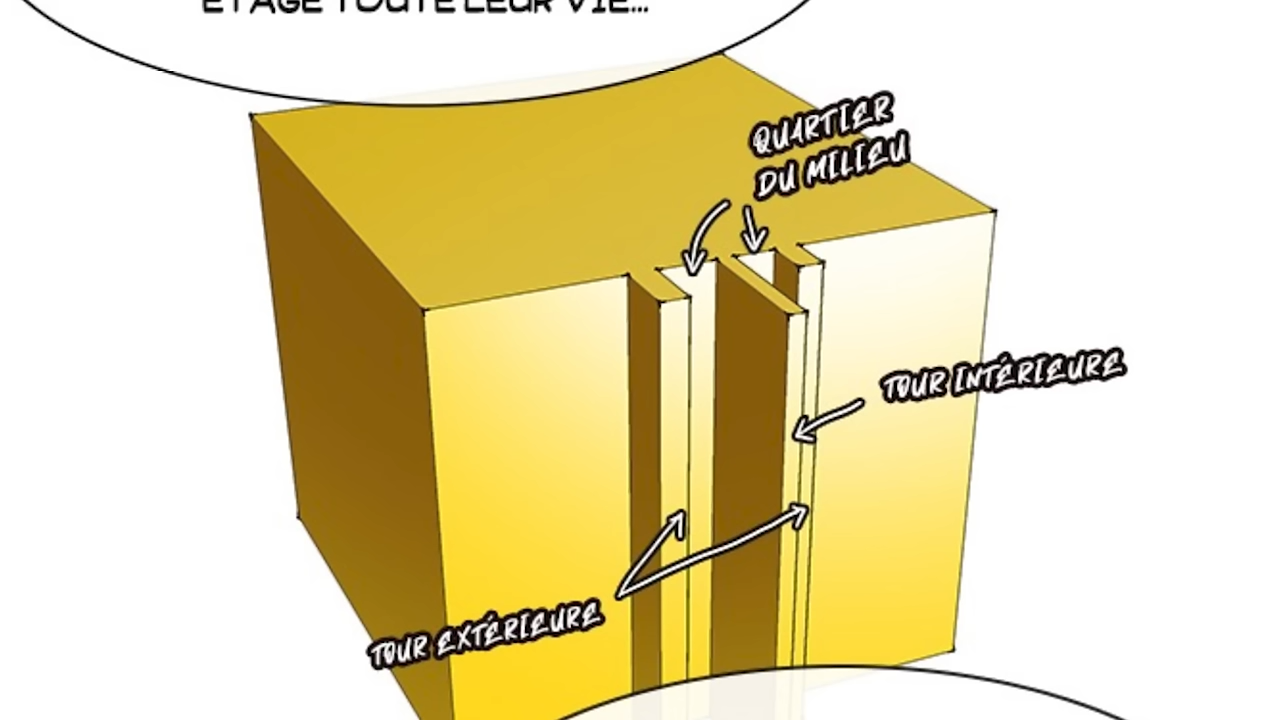 ÉTAGE TOUTE LEUR VIE...
QUARTIER
DU MILIEU
TOUR INTÉRIEURE
TOUR EXTÉRIEURE